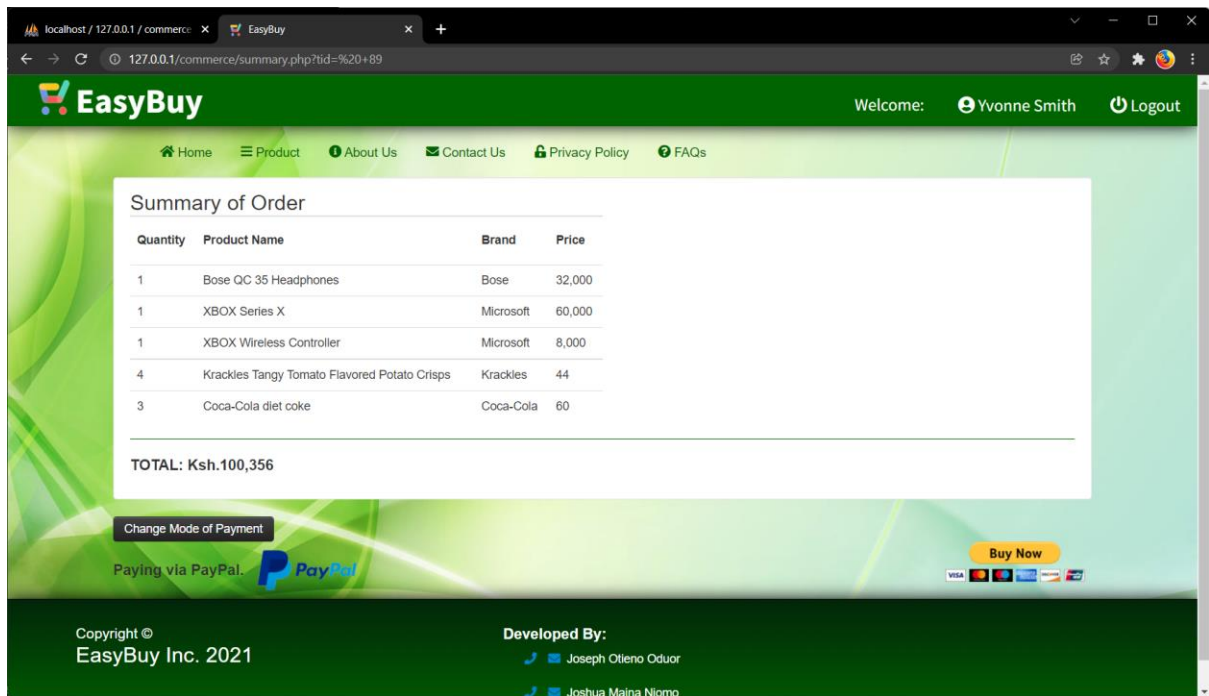 localhost / 127.0.0.1 / commerce EasyBuy
127.0.0.1/commerce/summary.php?tid=%20+89
EasyBuy Welcome: Yvonne Smith Logout
Home Product About Us Contact Us Privacy Policy FAQs
Summary of Order
Quantity Product Name Brand Price
1 Bose QC 35 Headphones Bose 32,000
1 XBOX Series X Microsoft 60,000
1 XBOX Wireless Controller Microsoft 8,000
4 Krackles Tangy Tomato Flavored Potato Crisps Krackles 44
3 Coca-Cola diet coke Coca-Cola 60
TOTAL: Ksh.100,356
Change Mode of Payment
Paying via PayPal. PayPal
Buy Now
VISA
Copyright ©
EasyBuy Inc. 2021
Developed By:
Joseph Otieno Oduor
Joshua Maina